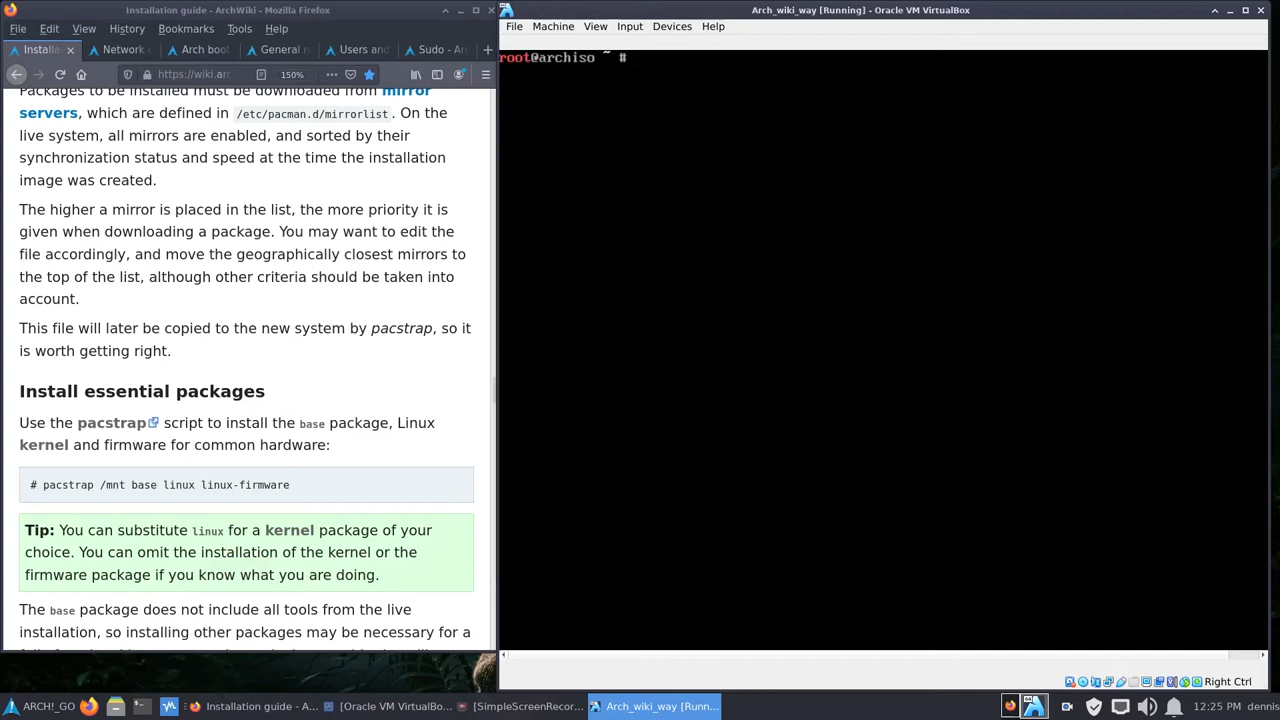 Installation guide - ArchWiki - Mozilla Firefox
File Edit View History Bookmarks Tools Help
Installa
Network c
Arch boot
General r
Users and
Sudo - Arc
https://wiki.arc
150%
Packages to be installed must be downloaded from mirror
servers, which are defined in /etc/pacman.d/mirrorlist. On the
live system, all mirrors are enabled, and sorted by their
synchronization status and speed at the time the installation
image was created.
The higher a mirror is placed in the list, the more priority it is
given when downloading a package. You may want to edit the
file accordingly, and move the geographically closest mirrors to
the top of the list, although other criteria should be taken into
account.
This file will later be copied to the new system by pacstrap, so it
is worth getting right.
Install essential packages
Use the pacstrap script to install the base package, Linux
kernel and firmware for common hardware:
# pacstrap /mnt base linux linux-firmware
Tip: You can substitute linux for a kernel package of your
choice. You can omit the installation of the kernel or the
firmware package if you know what you are doing.
The base package does not include all tools from the live
installation, so installing other packages may be necessary for a
Arch_wiki_way [Running] - Oracle VM VirtualBox
File Machine View Input Devices Help
root@archiso ~ #
Right Ctrl
ARCH!_GO
Installation guide - A...
[Oracle VM VirtualBo...
[SimpleScreenRecor...
Arch_wiki_way [Runn...
12:25 PM
dennis